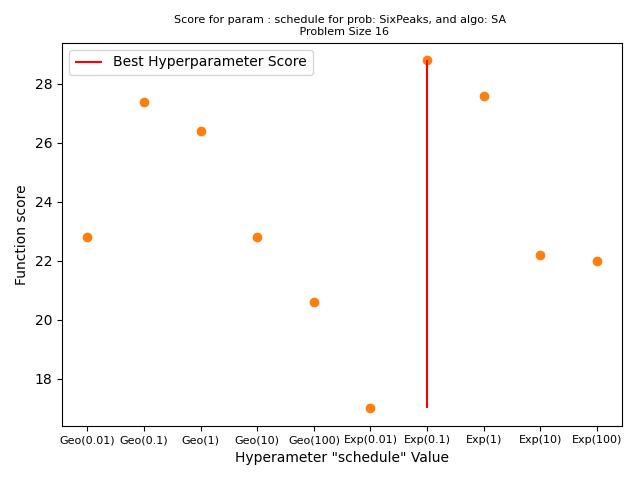 Score for param : schedule for prob: SixPeaks, and algo: SA
Problem Size 16
Best Hyperparameter Score
Function score
28
26
24
22
20
18
Geo(0.01) Geo(0.1) Geo(1) Geo(10) Geo(100) Exp(0.01) Exp(0.1) Exp(1) Exp(10) Exp(100)
Hyperameter "schedule" Value